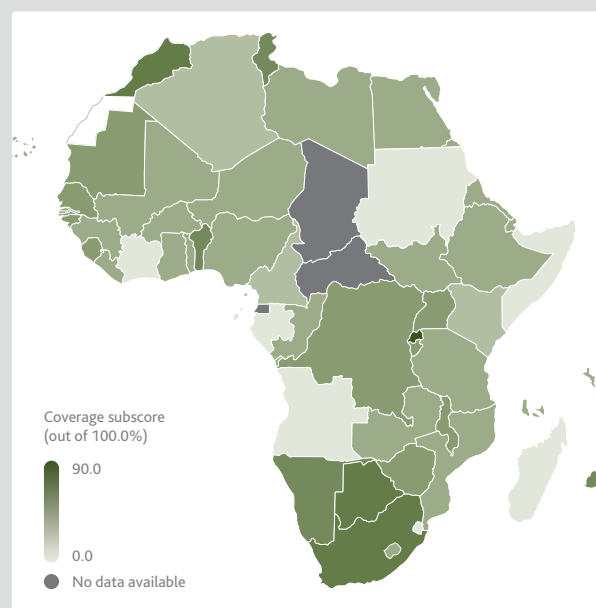 Coverage subscore
(out of 100.0%)
90.0
0.0
No data available